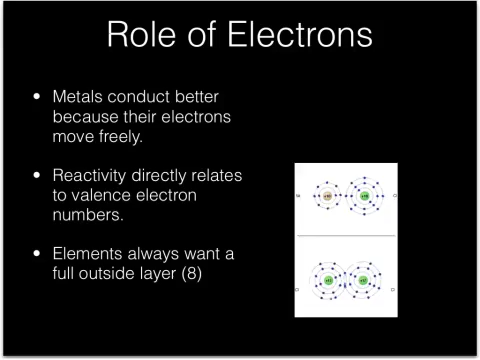 Role of Electrons
• Metals conduct better
because their electrons
move freely.
• Reactivity directly relates
to valence electron
numbers.
• Elements always want a
full outside layer (8)